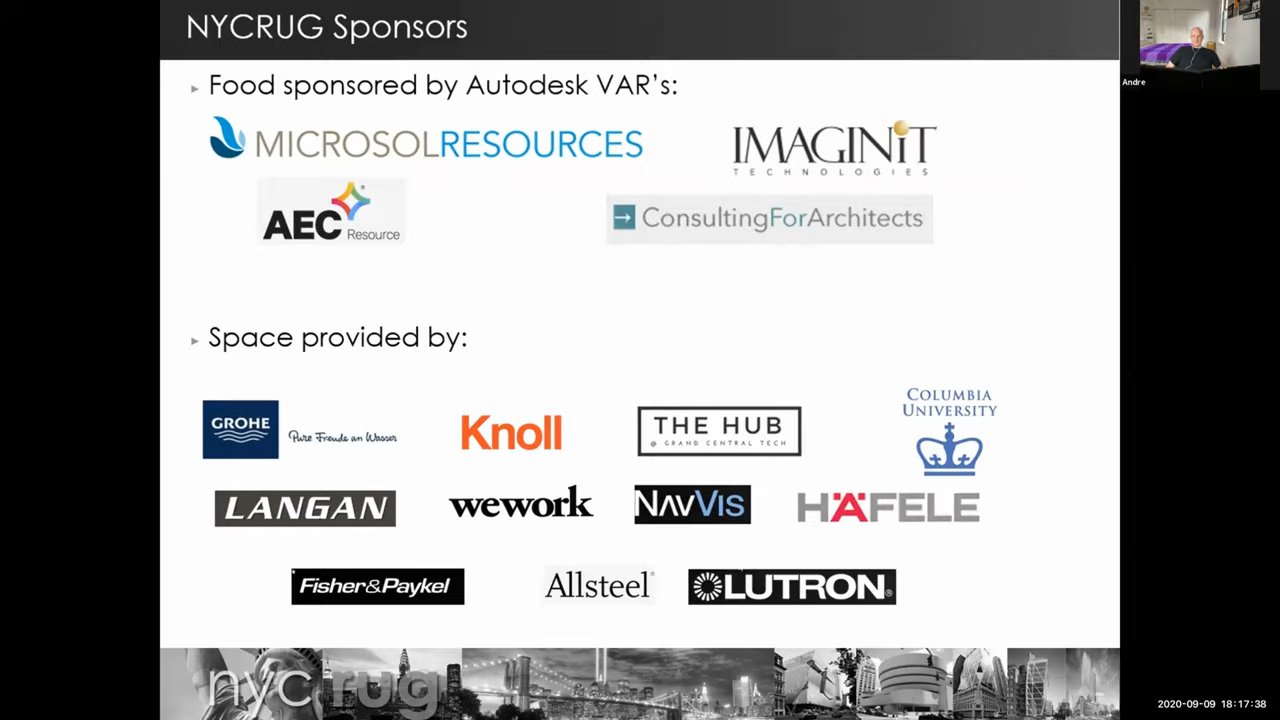 NYCRUG Sponsors
Andre
Food sponsored by Autodesk VAR's:
MICROSOLRESOURCES
IMAGINiT
TECHNOLOGIES
AEC
Resource
ConsultingForArchitects
Space provided by:
GROHE
Pure Freude an Wasser
Knoll
THE HUB
@ GRAND CENTRAL TECH
COLUMBIA
UNIVERSITY
LANGAN
wework
NAVVIS
HÄFELE
Fisher&Paykel
Allsteel
LUTRON
nycrug
2020-09-09 18:17:38